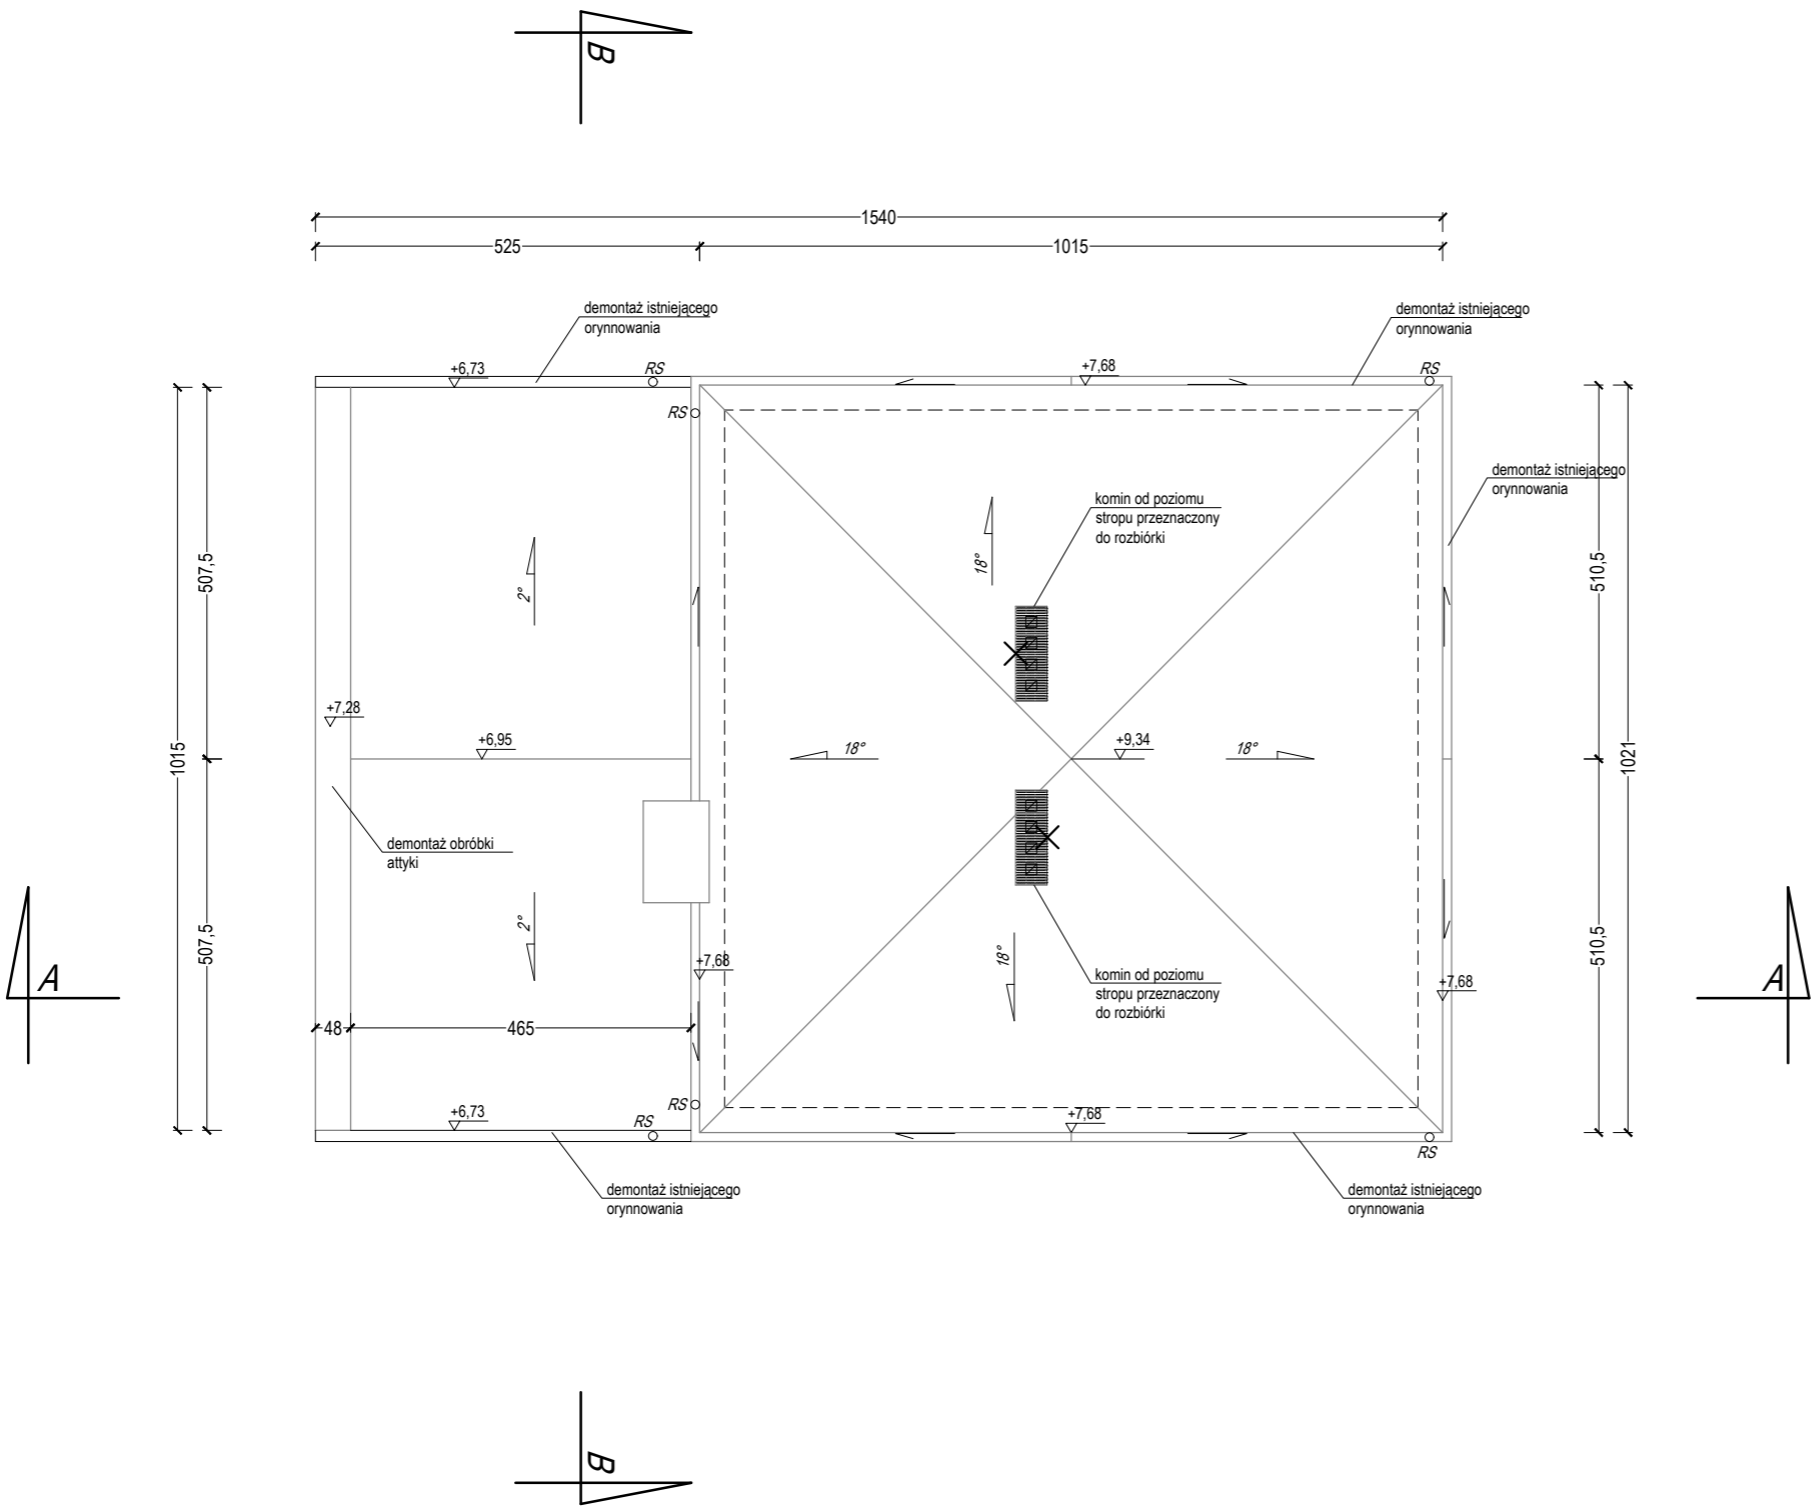 B
1540
525
1015
demontaż istniejącego
orynnowania
demontaż istniejącego
orynnowania
+6,73
RS
+7,68
RS
RS
demontaż istniejącego
orynnowania
komin od poziomu
stropu przeznaczony
do rozbiórki
18°
2°
507,5
510,5
+7,28
+6,95
1015
18°
+9,34
18°
1021
demontaż obróbki
attyki
2°
507,5
18°
510,5
+7,68
komin od poziomu
stropu przeznaczony
do rozbiórki
+7,68
A
A
48
465
RS
+6,73
RS
+7,68
RS
demontaż istniejącego
orynnowania
demontaż istniejącego
orynnowania
B